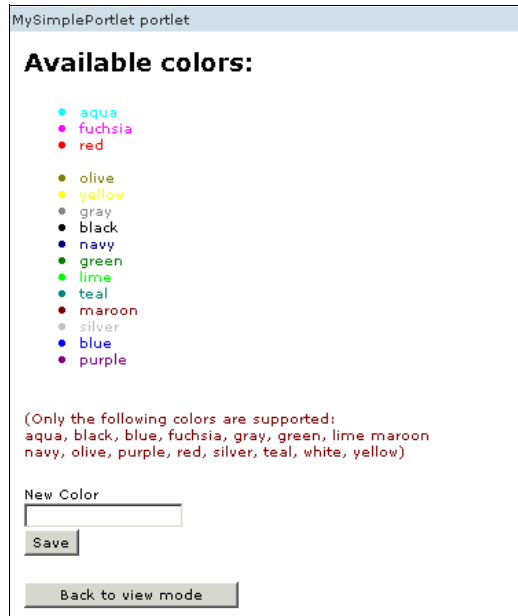 MySimplePortlet portlet
Available colors:
aqua
fuchsia
red
olive
yellow
gray
black
navy
green
lime
teal
maroon
silver
blue
purple
(Only the following colors are supported:
aqua, black, blue, fuchsia, gray, green, lime maroon
navy, olive, purple, red, silver, teal, white, yellow)
New Color
Save
Back to view mode